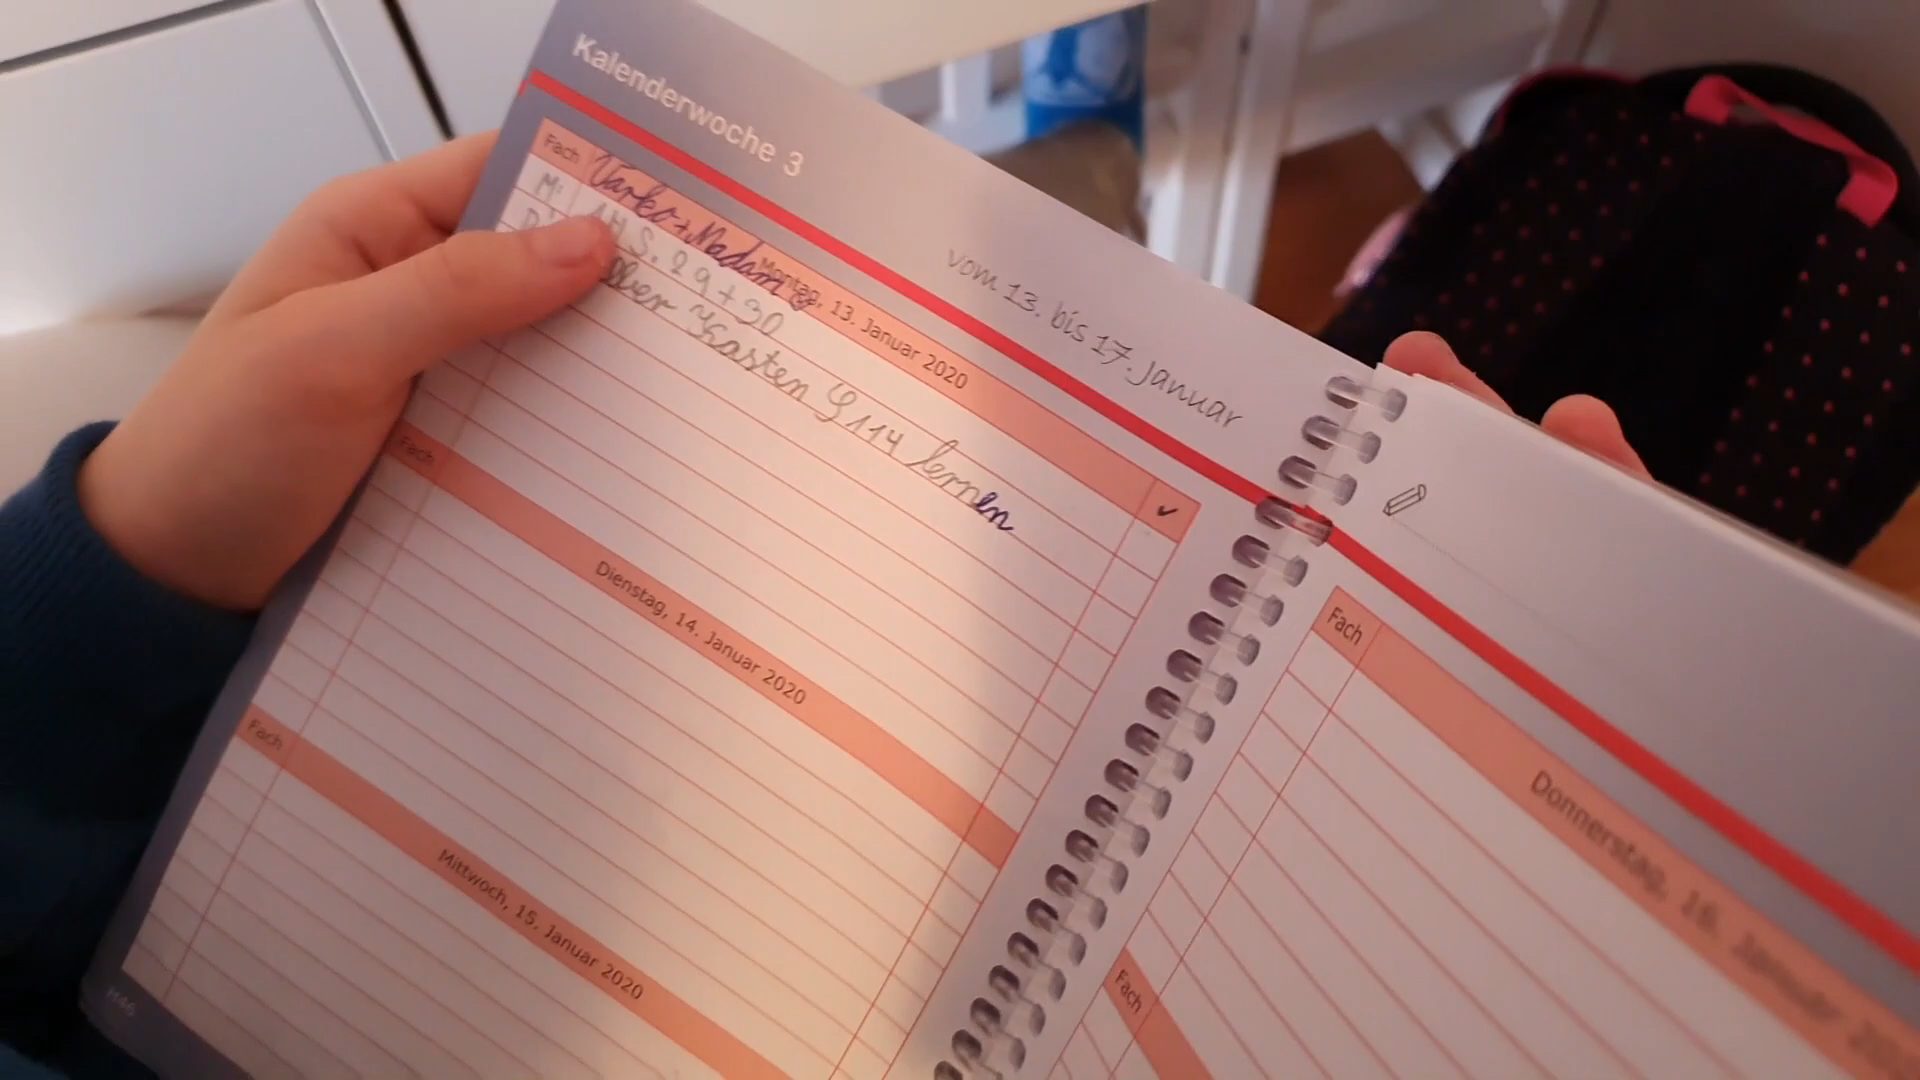 Kalenderwoche 3
vom 13. bis 17. Januar
Fach
Montag, 13. Januar 2020
✓
M:
AH S. 29+30
D
Kasten S 114 lernen
Fach
Dienstag, 14. Januar 2020
Fach
Mittwoch, 15. Januar 2020
Fach
Donnerstag, 16. Januar
Fach